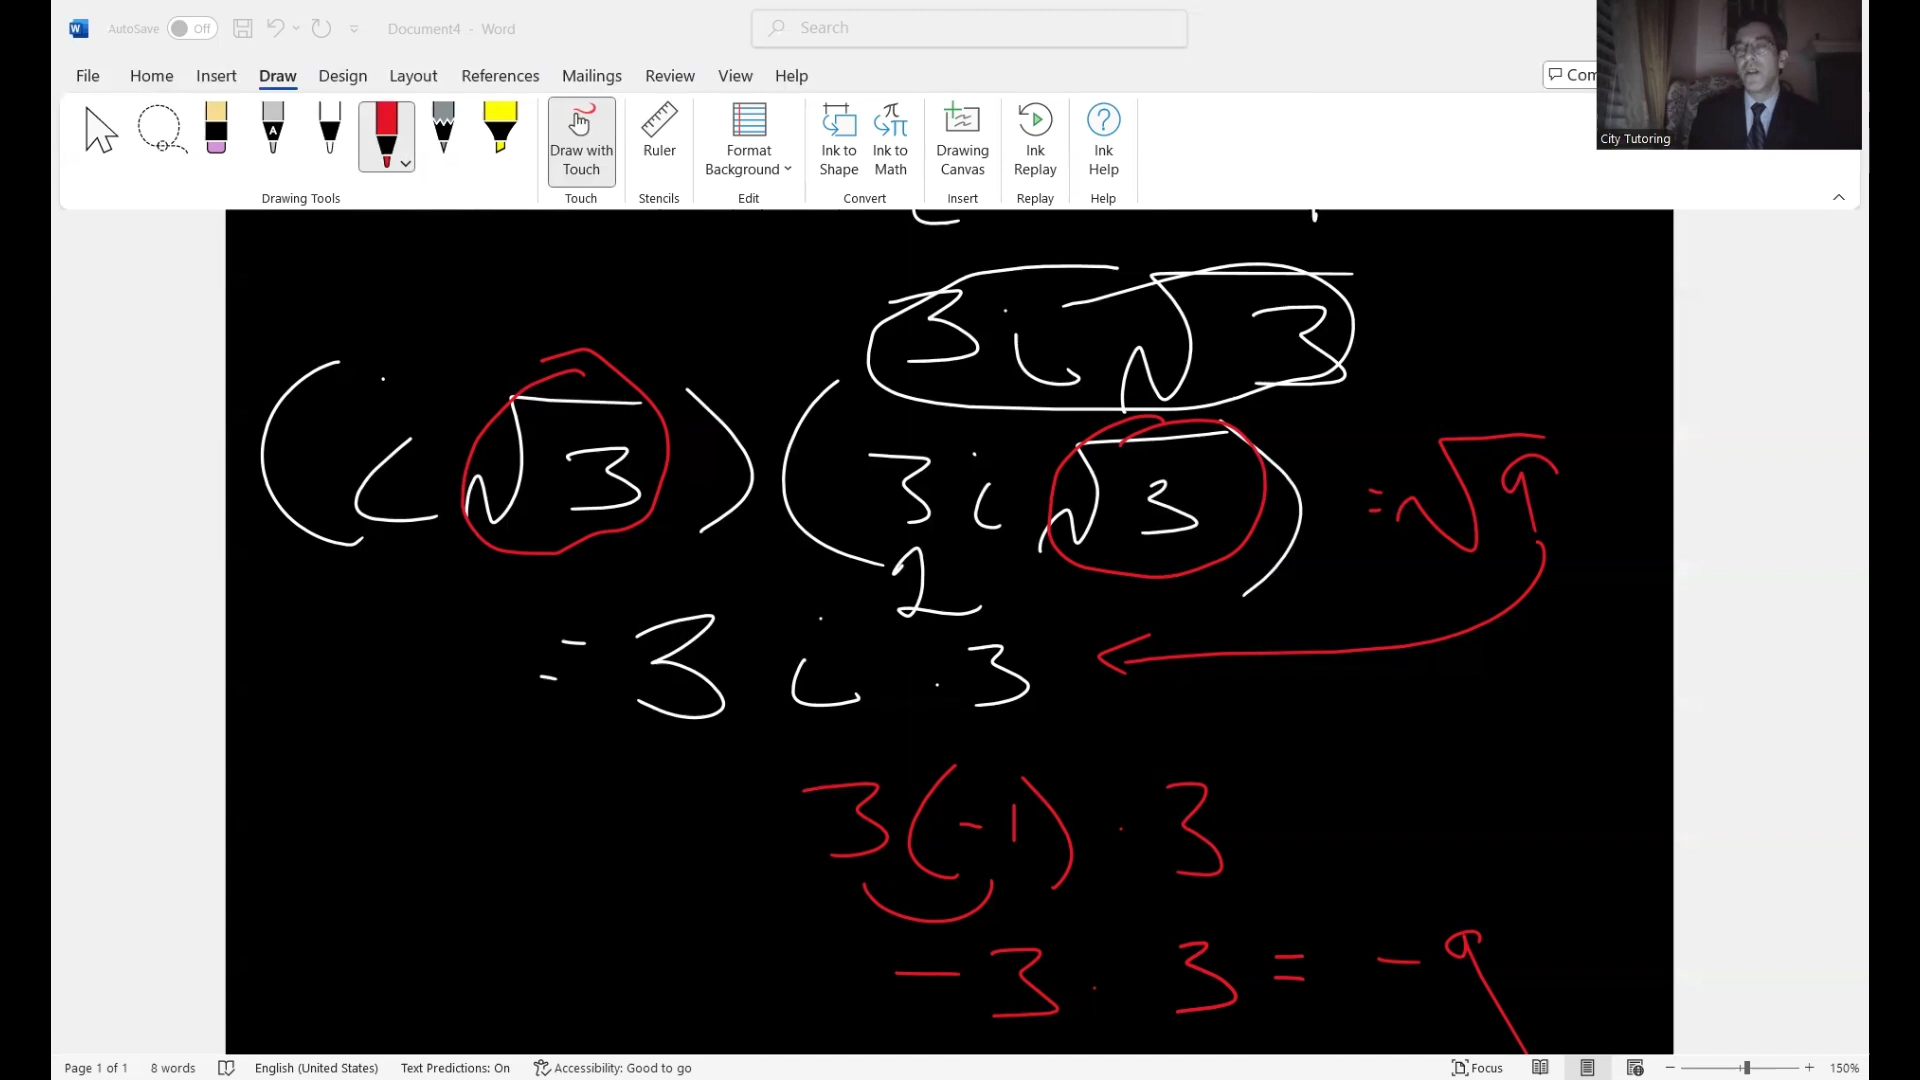 AutoSave Off Document4 - Word Search
File Home Insert Draw Design Layout References Mailings Review View Help Com
City Tutoring
Draw with Touch Ruler Format Background Ink to Shape Ink to Math Drawing Canvas Ink Replay Ink Help
Drawing Tools Touch Stencils Edit Convert Insert Replay Help
3i√3
(i√3)(3i√3) = √9
= 3 i² · 3
3(-1) · 3
-3 · 3 = -9
Page 1 of 1 8 words English (United States) Text Predictions: On Accessibility: Good to go Focus 150%